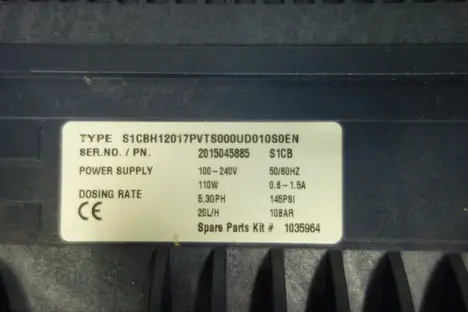 TYPE S1CBH12017PVTS000UD010S0EN
SER.NO. / PN. 2015045885 S1CB
POWER SUPPLY 100-240V 50/60HZ
110W 0.6-1.5A
DOSING RATE 5.3GPH 145PSI
CE 20L/H 10BAR
Spare Parts Kit # 1035964